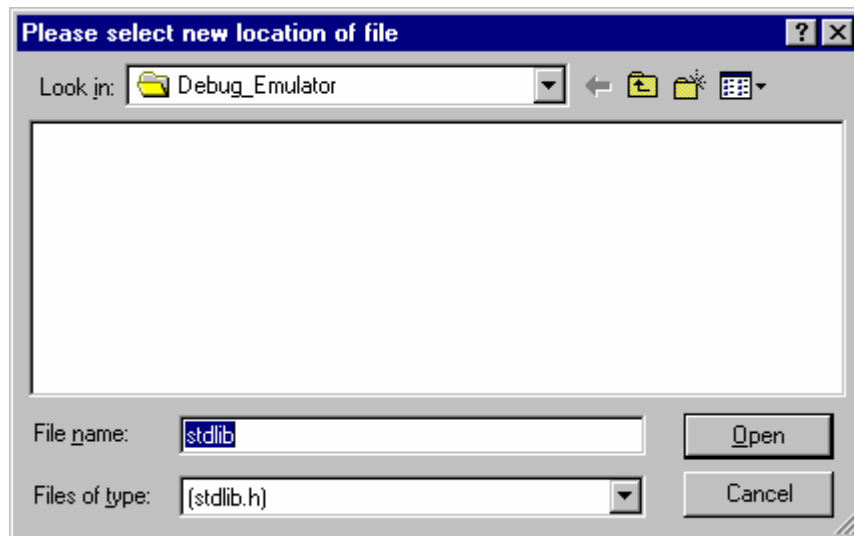 Please select new location of file
Look in: Debug_Emulator
File name: stdlib Open
Files of type: (stdlib.h) Cancel